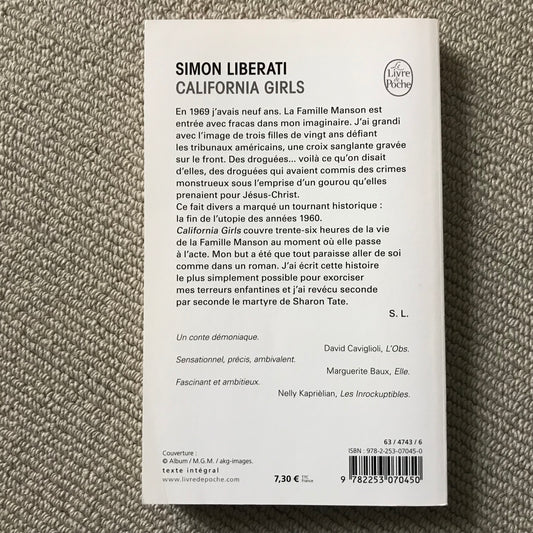 SIMON LIBERATI
CALIFORNIA GIRLS
Le
Livre
de
Poche
En 1969 j'avais neuf ans. La Famille Manson est
entrée avec fracas dans mon imaginaire. J'ai grandi
avec l'image de trois filles de vingt ans défiant
les tribunaux américains, une croix sanglante gravée
sur le front. Des droguées... voilà ce qu'on disait
d'elles, des droguées qui avaient commis des crimes
monstrueux sous l'emprise d'un gourou qu'elles
prenaient pour Jésus-Christ.
Ce fait divers a marqué un tournant historique :
la fin de l'utopie des années 1960.
California Girls couvre trente-six heures de la vie
de la Famille Manson au moment où elle passe
à l'acte. Mon but a été que tout paraisse aller de soi
comme dans un roman. J'ai écrit cette histoire
le plus simplement possible pour exorciser
mes terreurs enfantines et j'ai revécu seconde
par seconde le martyre de Sharon Tate.
S. L.
Un conte démoniaque.
David Caviglioli, L'Obs.
Sensationnel, précis, ambivalent.
Marguerite Baux, Elle.
Fascinant et ambitieux.
Nelly Kaprièlian, Les Inrockuptibles.
63 / 4743 / 6
ISBN : 978-2-253-07045-0
Couverture :
© Album / M.G.M. / akg-images.
texte intégral
www.livredepoche.com
7,30 € TTC
France
9 782253 070450